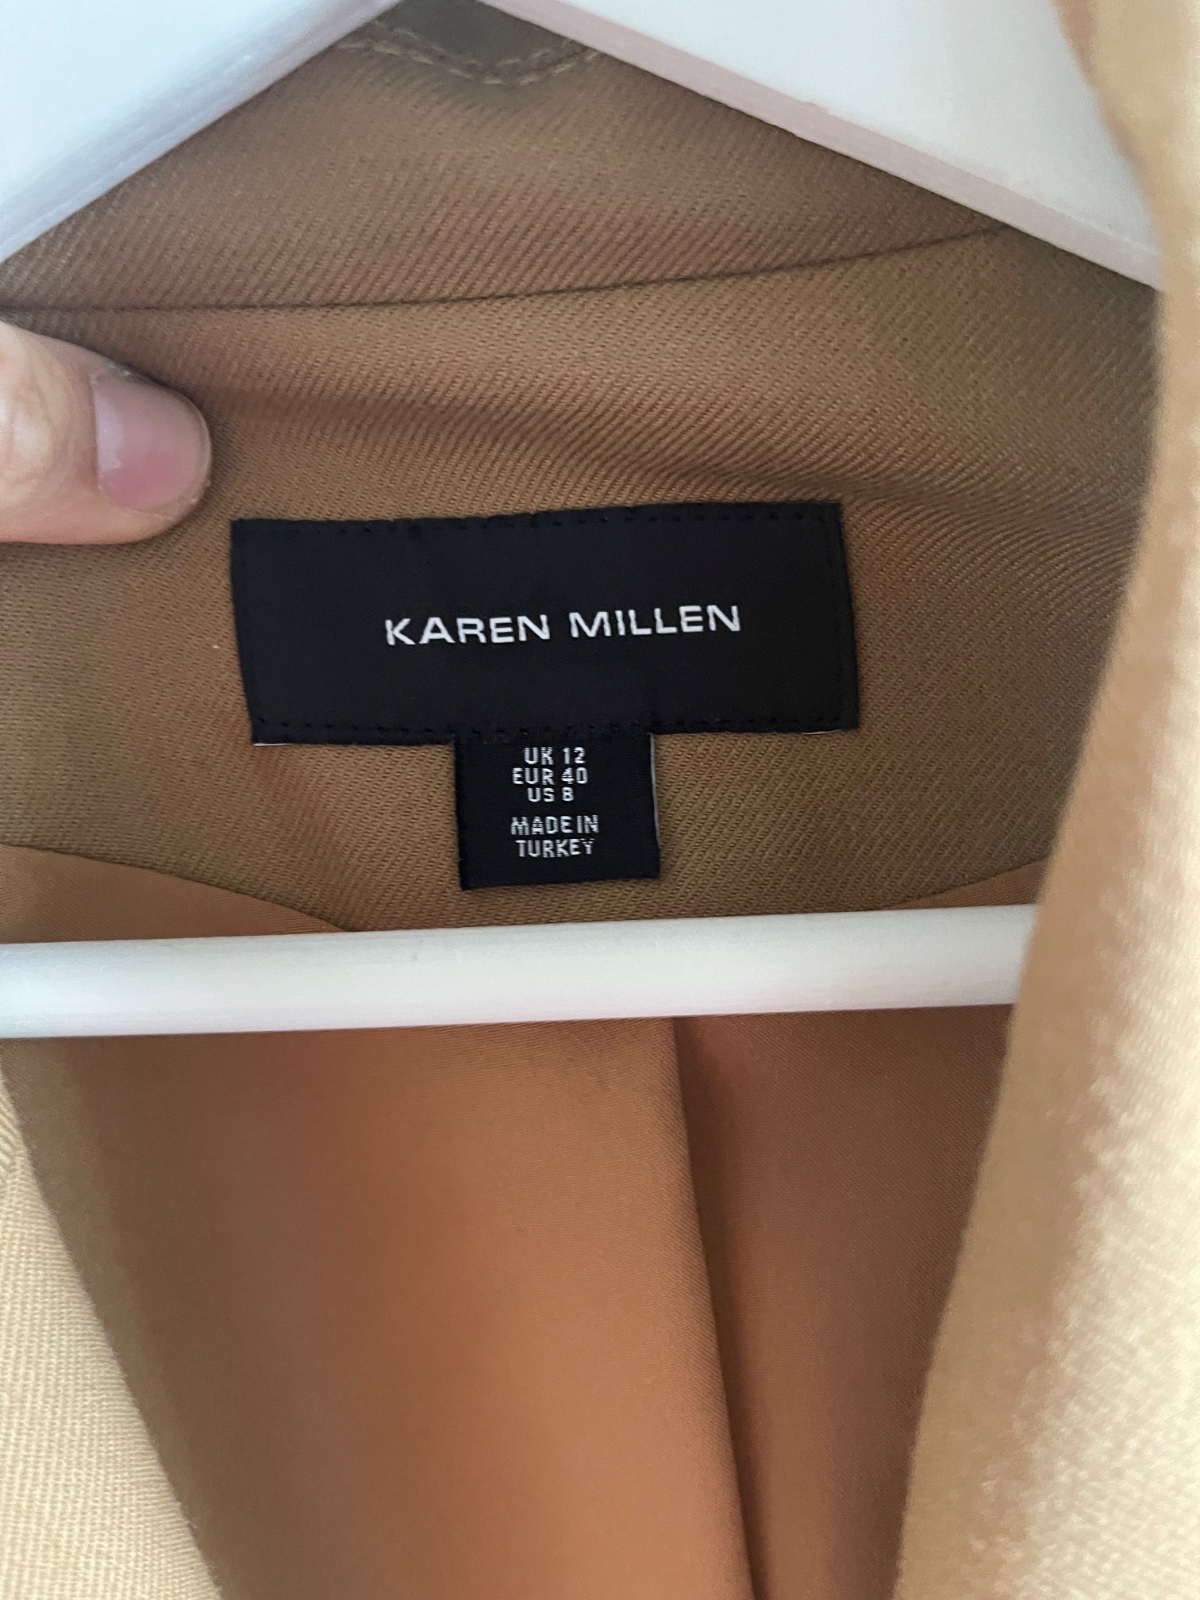 KAREN MILLEN
UK 12
EUR 40
US 8
MADE IN
TURKEY